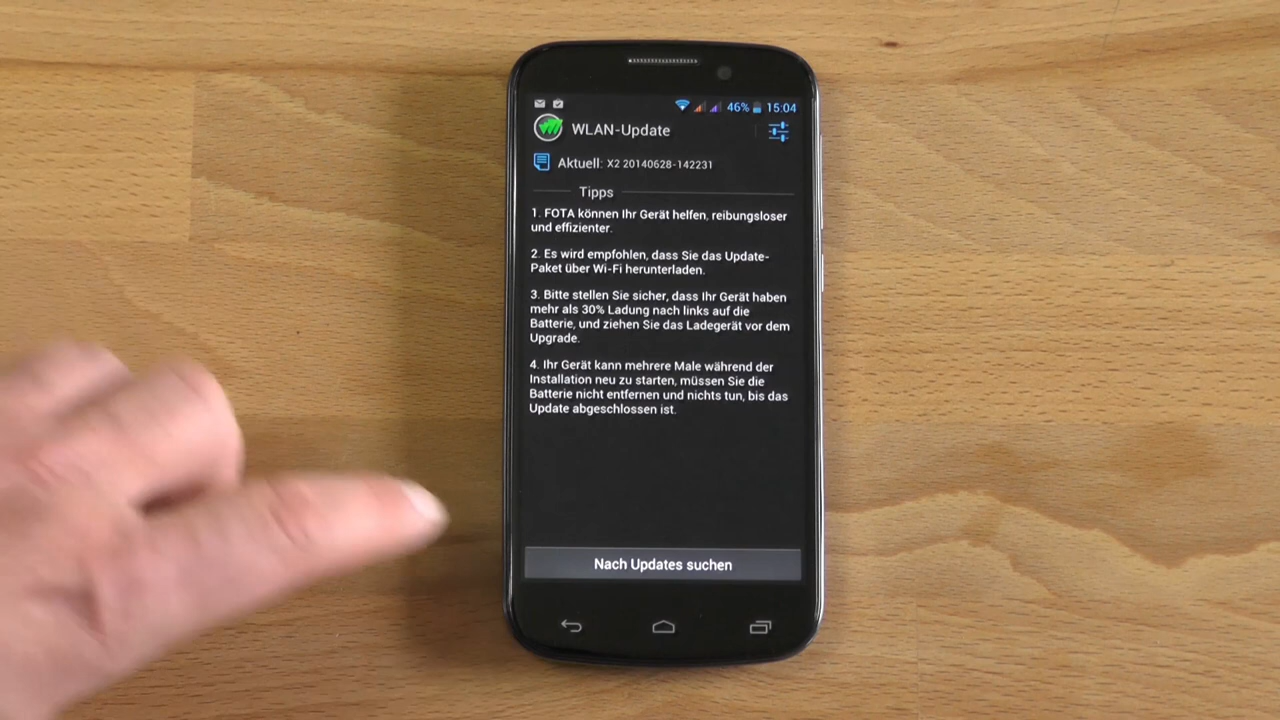 46% 15:04
WLAN-Update
Aktuell: X2 20140628-142231
Tipps
1. FOTA können Ihr Gerät helfen, reibungsloser
und effizienter.
2. Es wird empfohlen, dass Sie das Update-
Paket über Wi-Fi herunterladen.
3. Bitte stellen Sie sicher, dass Ihr Gerät haben
mehr als 30% Ladung nach links auf die
Batterie, und ziehen Sie das Ladegerät vor dem
Upgrade.
4. Ihr Gerät kann mehrere Male während der
Installation neu zu starten, müssen Sie die
Batterie nicht entfernen und nichts tun, bis das
Update abgeschlossen ist.
Nach Updates suchen